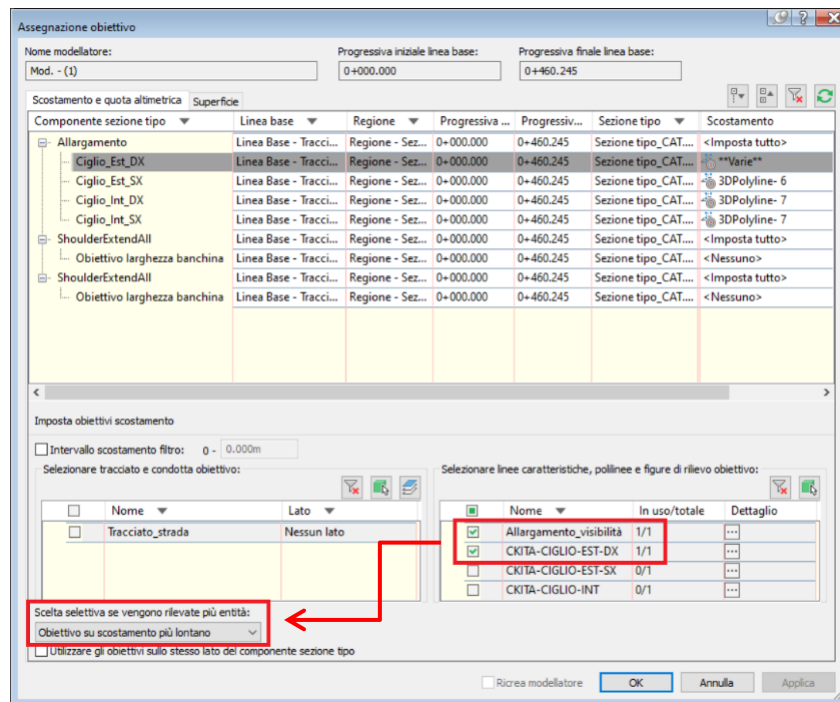 Assegnazione obiettivo
Nome modellatore: Progressiva iniziale linea base: Progressiva finale linea base:
Mod. - (1) 0+000.000 0+460.245
Scostamento e quota altimetrica Superficie
Componente sezione tipo Linea base Regione Progressiva ... Progressiv... Sezione tipo Scostamento
Allargamento Linea Base - Tracci... Regione - Sez... 0+000.000 0+460.245 Sezione tipo_CAT.... <Imposta tutto>
Ciglio_Est_DX Linea Base - Tracci... Regione - Sez... 0+000.000 0+460.245 Sezione tipo_CAT.... **Varie**
Ciglio_Est_SX Linea Base - Tracci... Regione - Sez... 0+000.000 0+460.245 Sezione tipo_CAT.... 3DPolyline- 6
Ciglio_Int_DX Linea Base - Tracci... Regione - Sez... 0+000.000 0+460.245 Sezione tipo_CAT.... 3DPolyline- 7
Ciglio_Int_SX Linea Base - Tracci... Regione - Sez... 0+000.000 0+460.245 Sezione tipo_CAT.... 3DPolyline- 7
ShoulderExtendAll Linea Base - Tracci... Regione - Sez... 0+000.000 0+460.245 Sezione tipo_CAT.... <Imposta tutto>
Obiettivo larghezza banchina Linea Base - Tracci... Regione - Sez... 0+000.000 0+460.245 Sezione tipo_CAT.... <Nessuno>
ShoulderExtendAll Linea Base - Tracci... Regione - Sez... 0+000.000 0+460.245 Sezione tipo_CAT.... <Imposta tutto>
Obiettivo larghezza banchina Linea Base - Tracci... Regione - Sez... 0+000.000 0+460.245 Sezione tipo_CAT.... <Nessuno>
Imposta obiettivi scostamento
Intervallo scostamento filtro: 0 - 0.000m
Selezionare tracciato e condotta obiettivo: Selezionare linee caratteristiche, polilinee e figure di rilievo obiettivo:
Nome Lato Nome In uso/totale Dettaglio
Tracciato_strada Nessun lato Allargamento_visibilità 1/1 ...
CKITA-CIGLIO-EST-DX 1/1 ...
CKITA-CIGLIO-EST-SX 0/1 ...
CKITA-CIGLIO-INT 0/1 ...
Scelta selettiva se vengono rilevate più entità:
Obiettivo su scostamento più lontano
Utilizzare gli obiettivi sullo stesso lato del componente sezione tipo
Ricrea modellatore OK Annulla Applica